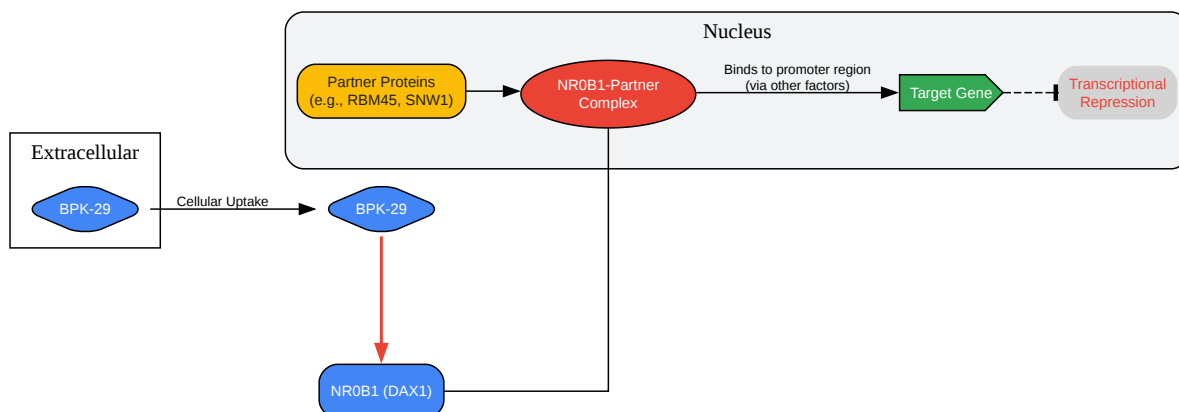 Nucleus
Partner Proteins
(e.g., RBM45, SNW1)
NR0B1-Partner
Complex
Binds to promoter region
(via other factors)
Target Gene
Transcriptional
Repression
Extracellular
BPK-29
Cellular Uptake
BPK-29
NR0B1 (DAX1)